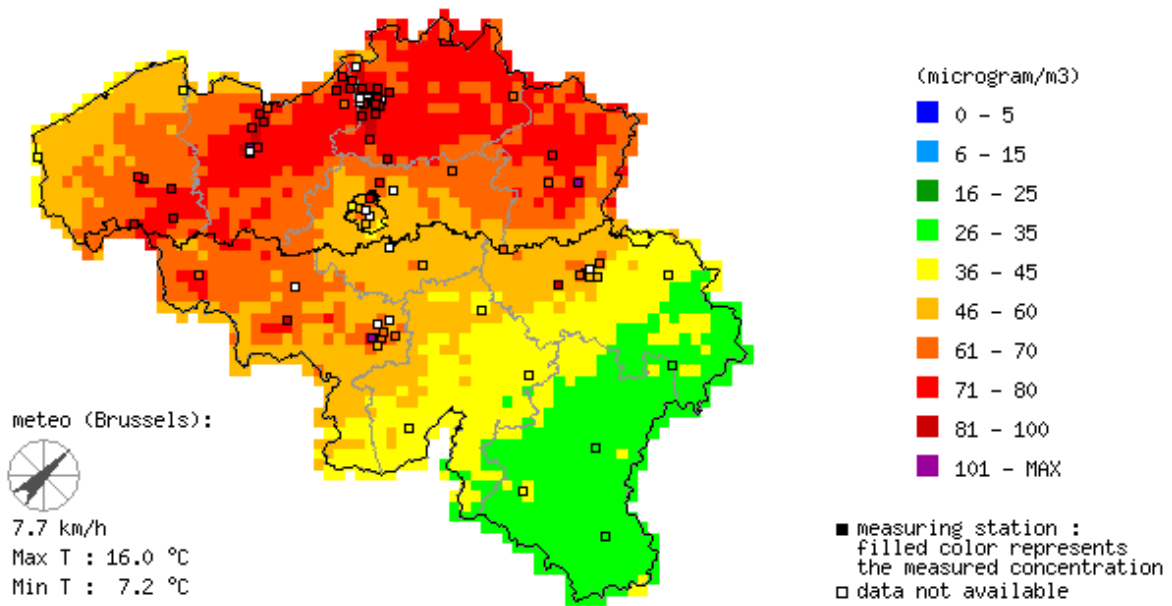 (microgram/m3)
0 - 5
6 - 15
16 - 25
26 - 35
36 - 45
46 - 60
61 - 70
71 - 80
81 - 100
101 - MAX
meteo (Brussels):
7.7 km/h
Max T : 16.0 °C
Min T : 7.2 °C
measuring station :
filled color represents
the measured concentration
data not available